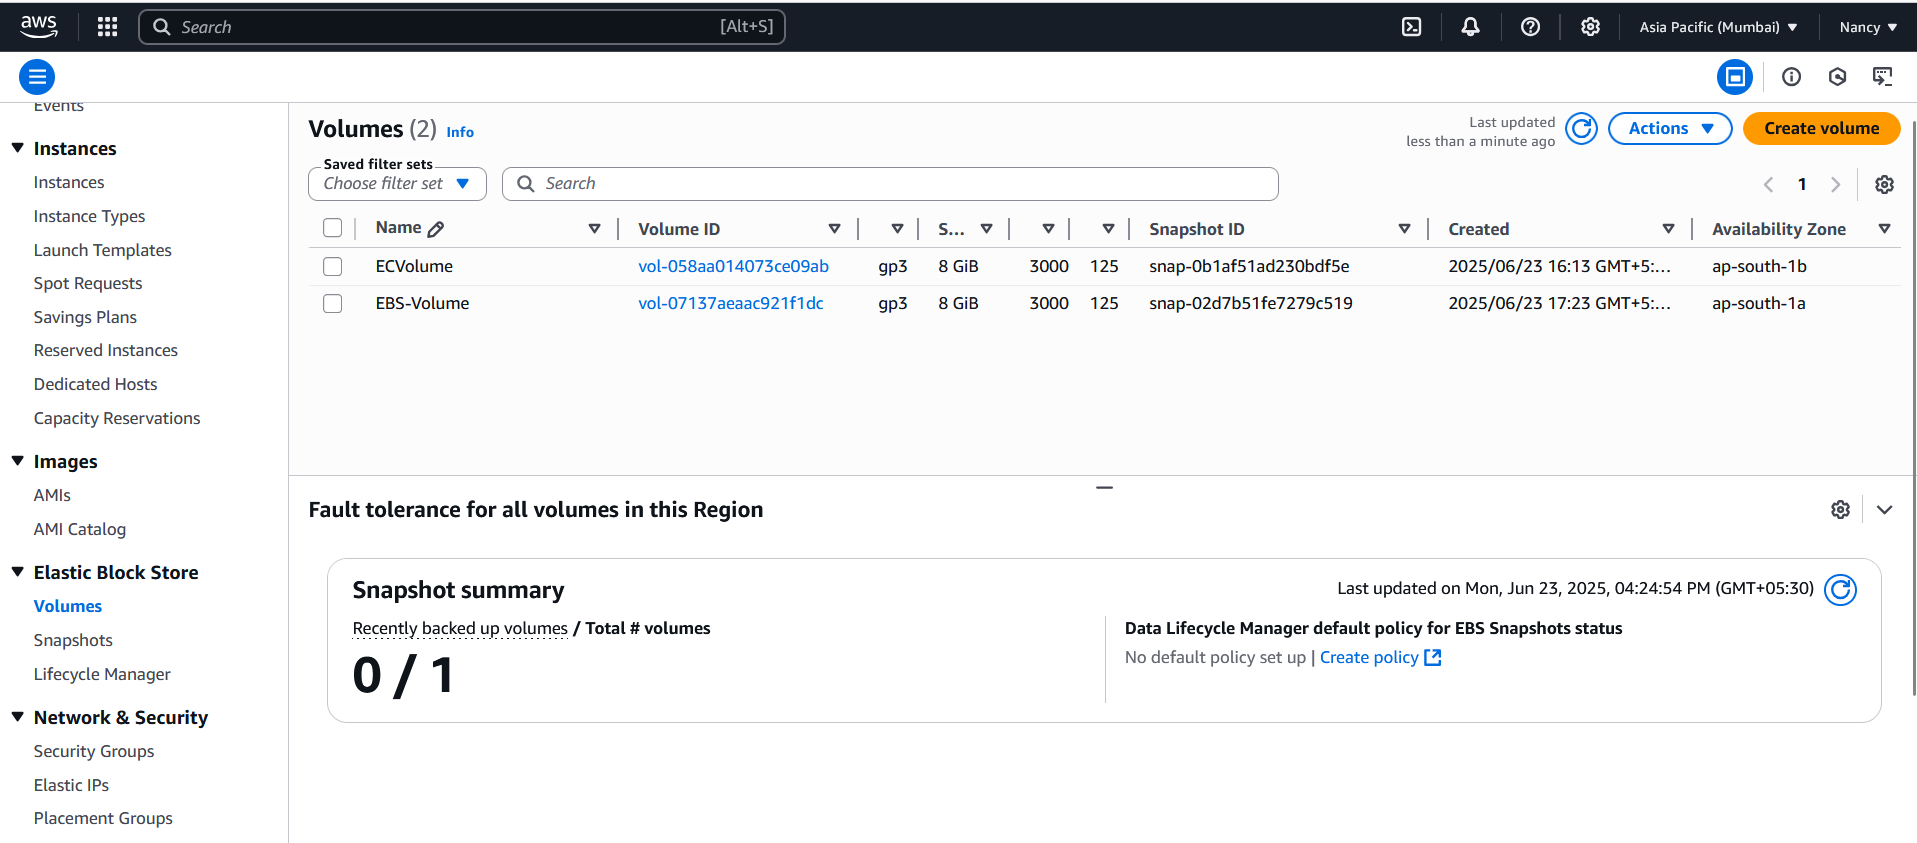 aws
Search [Alt+S]
Asia Pacific (Mumbai)
Nancy
Events
Instances
Instances
Instance Types
Launch Templates
Spot Requests
Savings Plans
Reserved Instances
Dedicated Hosts
Capacity Reservations
Images
AMIs
AMI Catalog
Elastic Block Store
Volumes
Snapshots
Lifecycle Manager
Network & Security
Security Groups
Elastic IPs
Placement Groups
Volumes (2) Info
Last updated
less than a minute ago
Actions
Create volume
Saved filter sets
Choose filter set
Search
1
Name Volume ID S... Snapshot ID Created Availability Zone
ECVolume vol-058aa014073ce09ab gp3 8 GiB 3000 125 snap-0b1af51ad230bdf5e 2025/06/23 16:13 GMT+5:... ap-south-1b
EBS-Volume vol-07137aeaac921f1dc gp3 8 GiB 3000 125 snap-02d7b51fe7279c519 2025/06/23 17:23 GMT+5:... ap-south-1a
Fault tolerance for all volumes in this Region
Snapshot summary
Last updated on Mon, Jun 23, 2025, 04:24:54 PM (GMT+05:30)
Recently backed up volumes / Total # volumes
0 / 1
Data Lifecycle Manager default policy for EBS Snapshots status
No default policy set up | Create policy